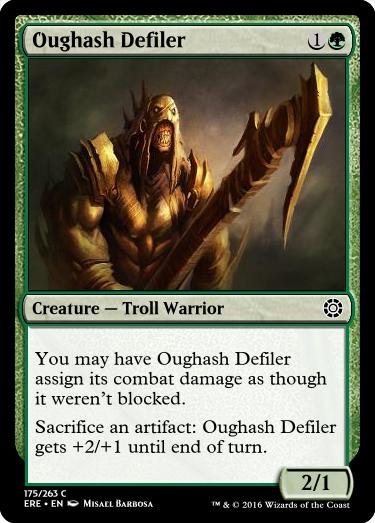 Oughash Defiler 1
Creature — Troll Warrior
You may have Oughash Defiler
assign its combat damage as though
it weren't blocked.
Sacrifice an artifact: Oughash Defiler
gets +2/+1 until end of turn.
2/1
175/263 C
ERE • EN Misael Barbosa
™ & © 2016 Wizards of the Coast